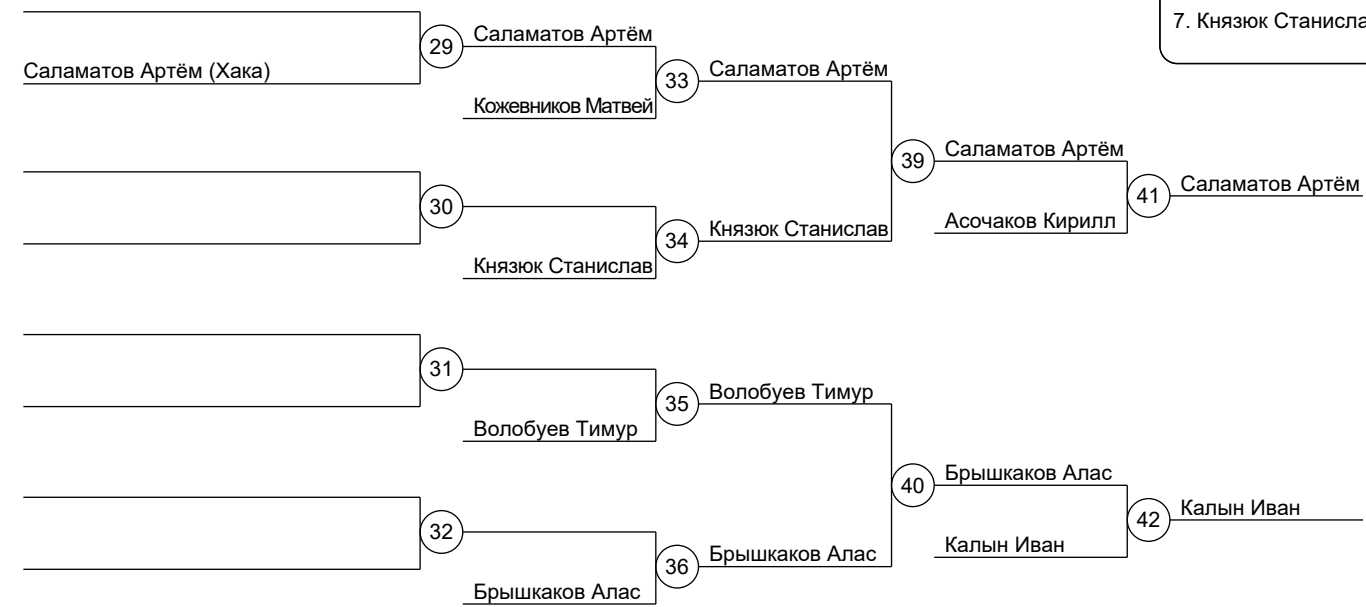 7. Князюк Станисла
29
Саламатов Артём
Саламатов Артём (Хака)
33
Саламатов Артём
Кожевников Матвей
39
Саламатов Артём
41
Саламатов Артём
30
34
Князюк Станислав
Асочаков Кирилл
Князюк Станислав
31
35
Волобуев Тимур
Волобуев Тимур
40
Брышкаков Алас
42
Калын Иван
32
36
Брышкаков Алас
Калын Иван
Брышкаков Алас